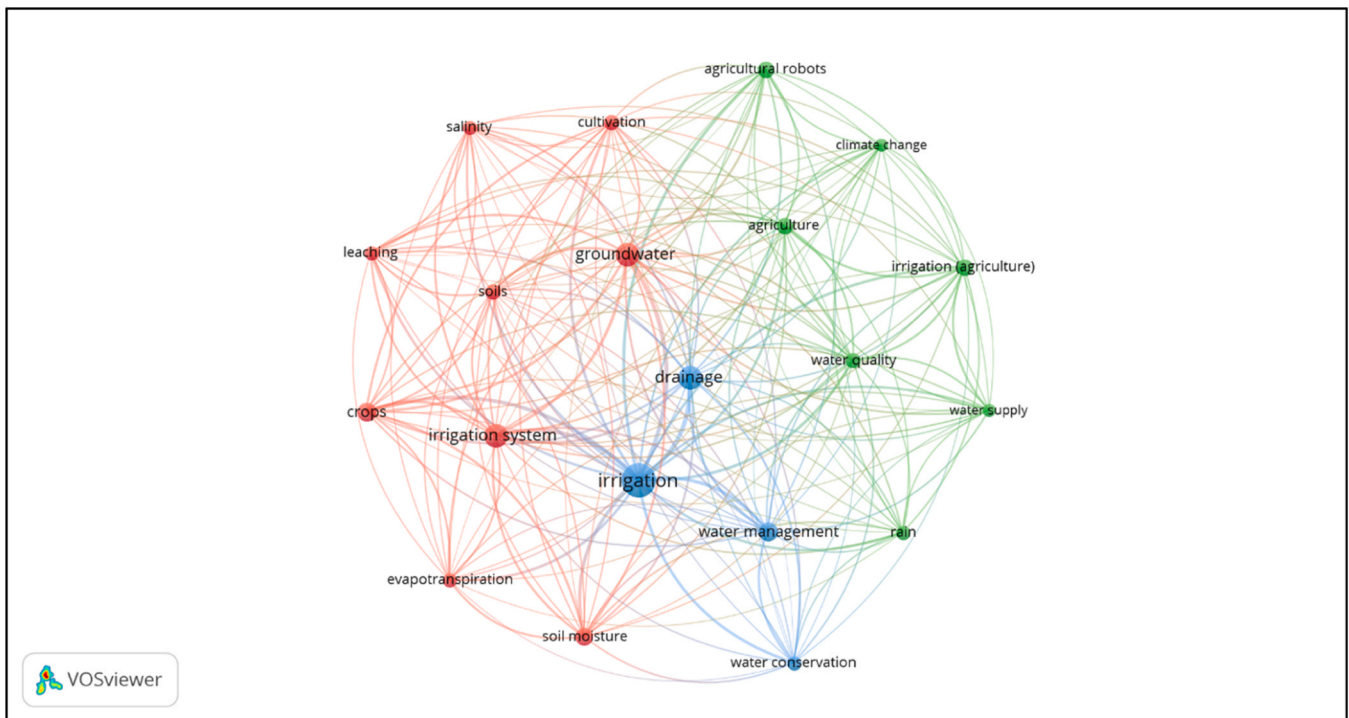 agricultural robots
salinity
cultivation
climate change
agriculture
leaching
groundwater
irrigation (agriculture)
soils
water quality
drainage
crops
water supply
irrigation system
irrigation
water management
rain
evapotranspiration
soil moisture
water conservation
VOSviewer